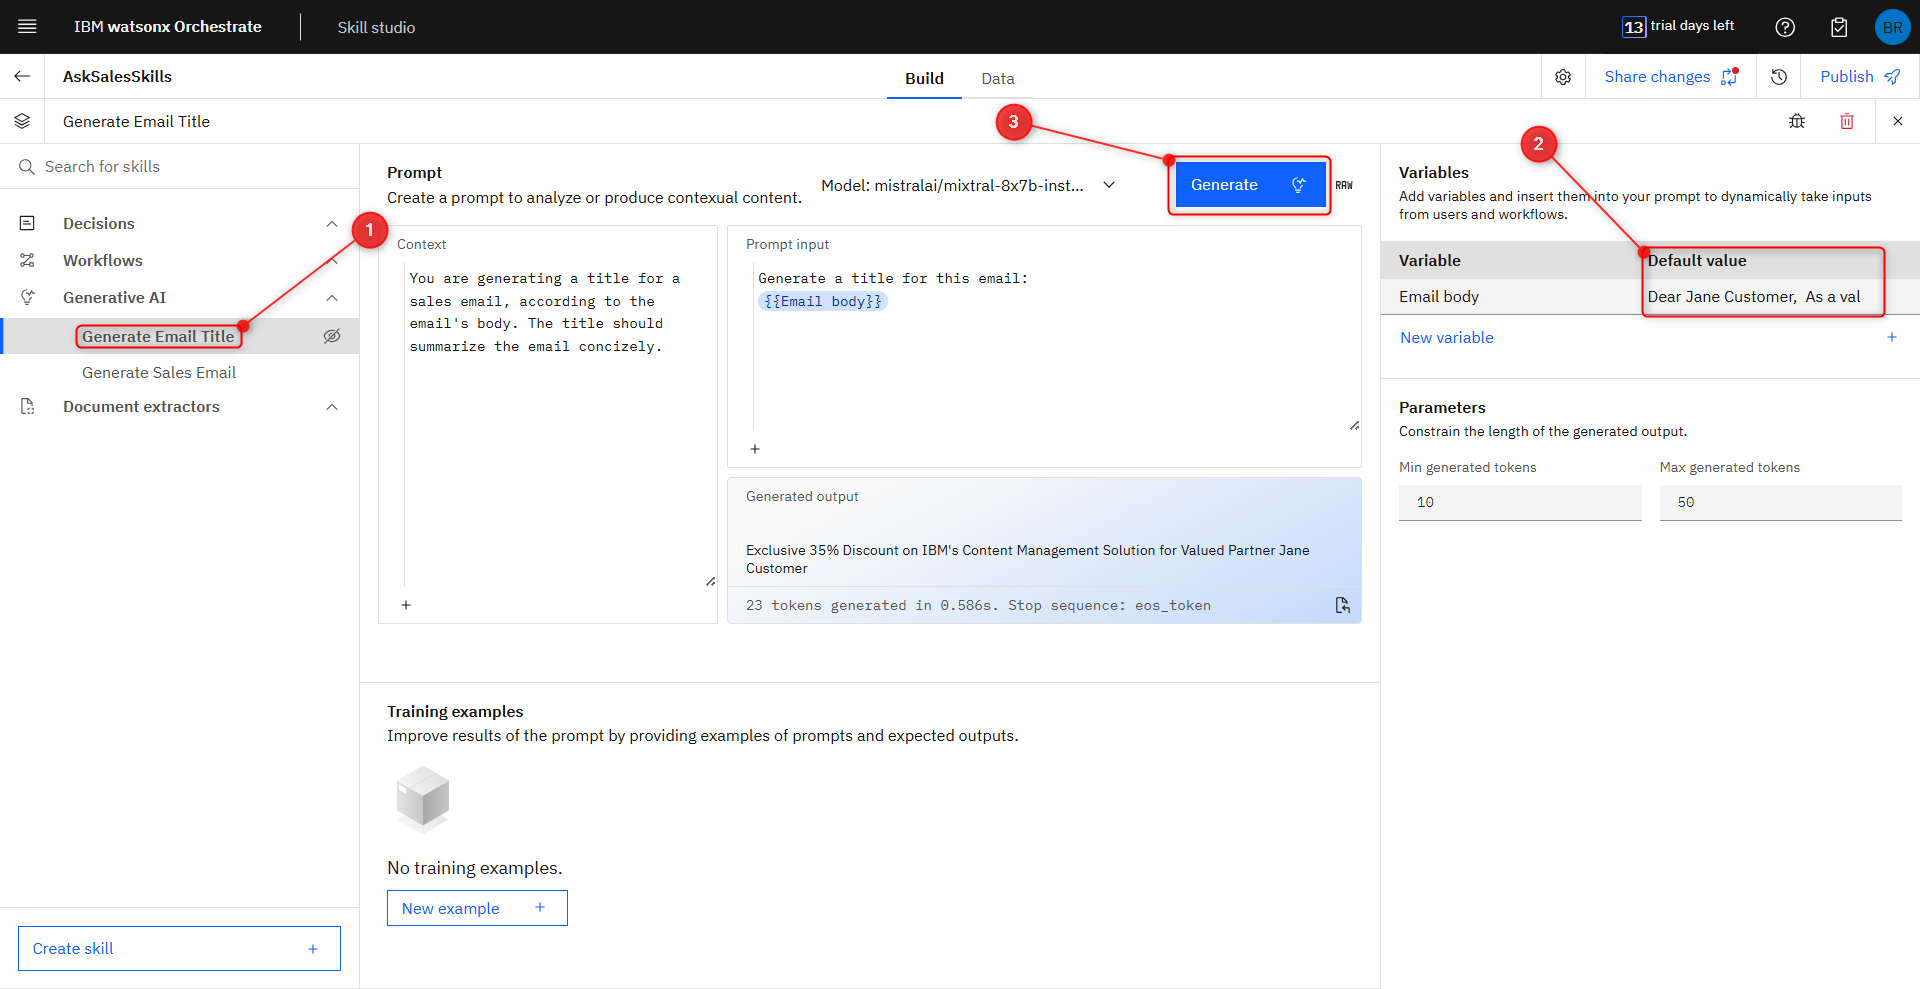 IBM watsonx Orchestrate
Skill studio
13 trial days left
BR
AskSalesSkills
Build
Data
Share changes
Publish
Generate Email Title
Search for skills
Decisions
Workflows
Generative AI
Generate Email Title
Generate Sales Email
Document extractors
Create skill
1
2
3
Prompt
Create a prompt to analyze or produce contexual content.
Model: mistralai/mixtral-8x7b-inst...
Generate
RAW
Context
You are generating a title for a
sales email, according to the
email's body. The title should
summarize the email concizely.
Prompt input
Generate a title for this email:
{{Email body}}
Generated output
Exclusive 35% Discount on IBM's Content Management Solution for Valued Partner Jane
Customer
23 tokens generated in 0.586s. Stop sequence: eos_token
Training examples
Improve results of the prompt by providing examples of prompts and expected outputs.
No training examples.
New example
Variables
Add variables and insert them into your prompt to dynamically take inputs
from users and workflows.
Variable
Default value
Email body
Dear Jane Customer,  As a val
New variable
Parameters
Constrain the length of the generated output.
Min generated tokens
Max generated tokens
10
50